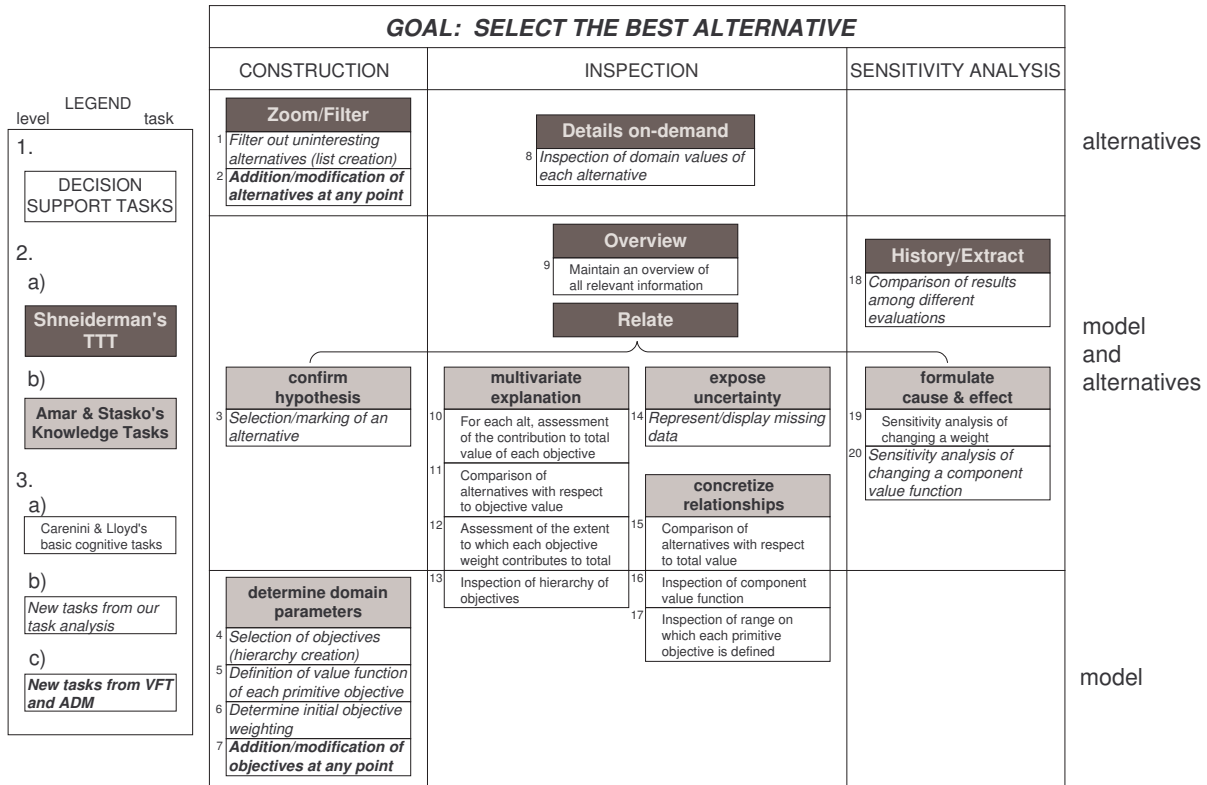 GOAL: SELECT THE BEST ALTERNATIVE
CONSTRUCTION
INSPECTION
SENSITIVITY ANALYSIS
LEGEND
level
task
1.
DECISION
SUPPORT TASKS
2.
a)
Shneiderman's
TTT
b)
Amar & Stasko's
Knowledge Tasks
3.
a)
Carenini & Lloyd's
basic cognitive tasks
b)
New tasks from our
task analysis
c)
New tasks from VFT
and ADM
Zoom/Filter
1 Filter out uninteresting
alternatives (list creation)
2 Addition/modification of
alternatives at any point
Details on-demand
8 Inspection of domain values of
each alternative
alternatives
Overview
9 Maintain an overview of
all relevant information
Relate
History/Extract
18 Comparison of results
among different
evaluations
model
and
alternatives
confirm
hypothesis
3 Selection/marking of an
alternative
multivariate
explanation
10 For each alt, assessment
of the contribution to total
value of each objective
11 Comparison of
alternatives with respect
to objective value
12 Assessment of the extent
to which each objective
weight contributes to total
13 Inspection of hierarchy of
objectives
expose
uncertainty
14 Represent/display missing
data
concretize
relationships
15 Comparison of
alternatives with respect
to total value
16 Inspection of component
value function
17 Inspection of range on
which each primitive
objective is defined
formulate
cause & effect
19 Sensitivity analysis of
changing a weight
20 Sensitivity analysis of
changing a component
value function
determine domain
parameters
4 Selection of objectives
(hierarchy creation)
5 Definition of value function
of each primitive objective
6 Determine initial objective
weighting
7 Addition/modification of
objectives at any point
model